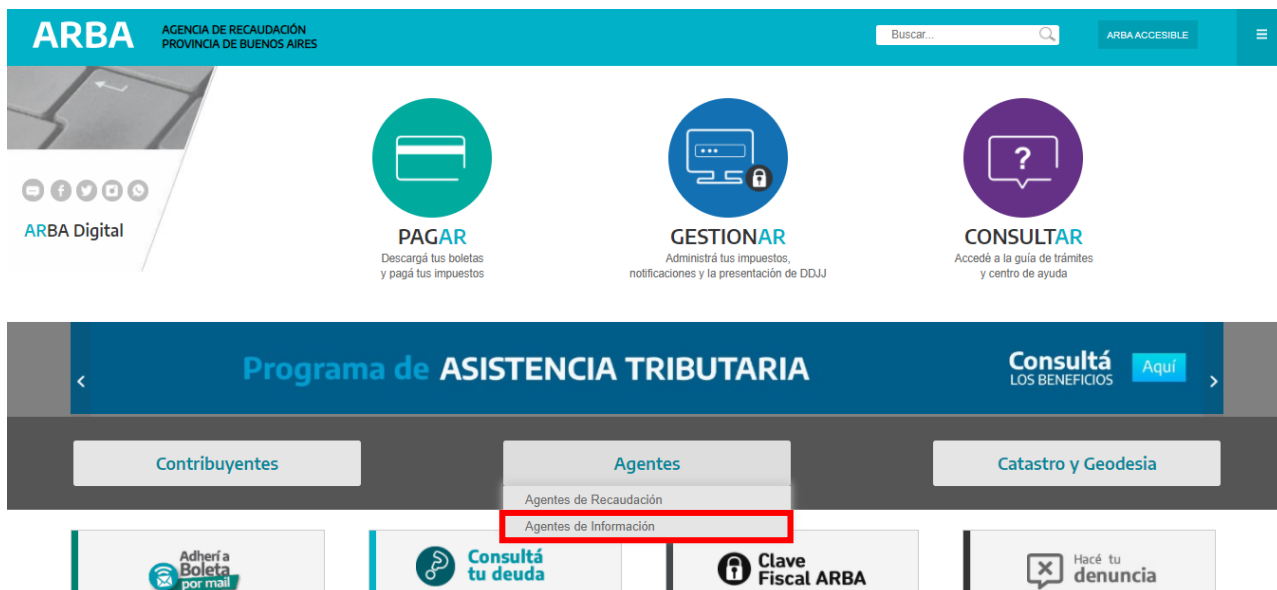 ARBA
AGENCIA DE RECAUDACIÓN
PROVINCIA DE BUENOS AIRES
Buscar...
ARBA ACCESIBLE
ARBA Digital
PAGAR
Descargá tus boletas
y pagá tus impuestos
GESTIONAR
Administrá tus impuestos,
notificaciones y la presentación de DDJJ
?
CONSULTAR
Accedè a la guía de trámites
y centro de ayuda
Programa de ASISTENCIA TRIBUTARIA
Consultá
LOS BENEFICIOS
Aquí
Contribuyentes
Agentes
Catastro y Geodesia
Agentes de Recaudación
Agentes de Información
Adherí a
Boleta
por mail
Consultá
tu deuda
Clave
Fiscal ARBA
Hacé tu
denuncia